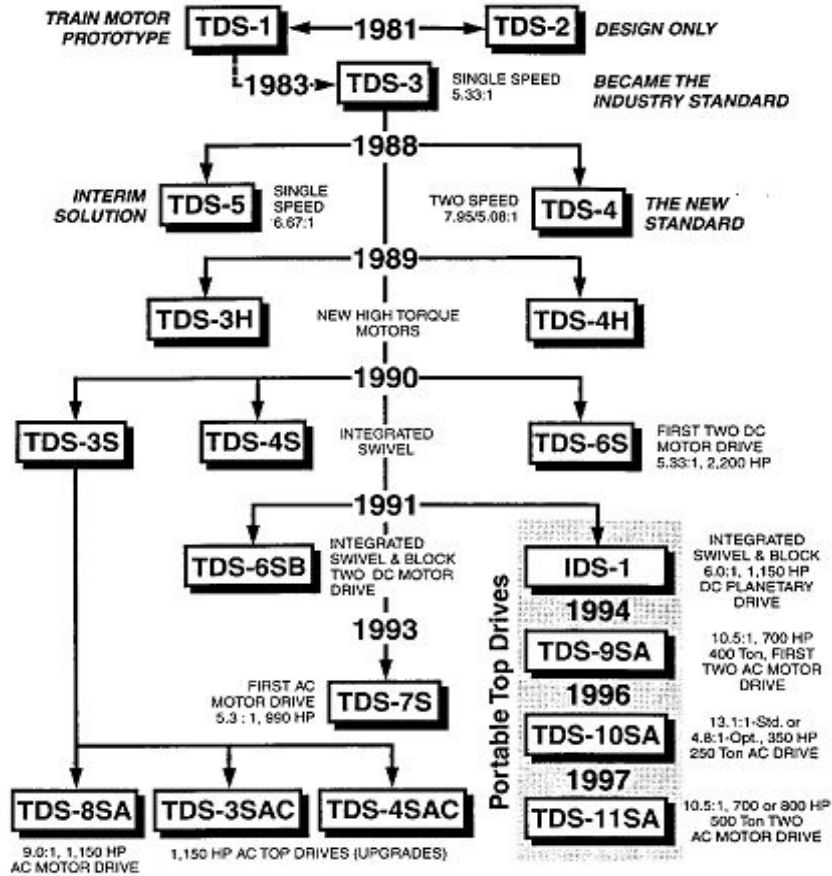 TRAIN MOTOR
PROTOTYPE
TDS-1
1981
TDS-2
DESIGN ONLY
1983
TDS-3
SINGLE SPEED
5.33:1
BECAME THE
INDUSTRY STANDARD
1988
INTERIM
SOLUTION
TDS-5
SINGLE
SPEED
6.67:1
TWO SPEED
7.95/5.08:1
TDS-4
THE NEW
STANDARD
1989
TDS-3H
NEW HIGH TORQUE
MOTORS
TDS-4H
1990
TDS-3S
TDS-4S
INTEGRATED
SWIVEL
TDS-6S
FIRST TWO DC
MOTOR DRIVE
5.33:1, 2,200 HP
1991
TDS-6SB
INTEGRATED
SWIVEL & BLOCK
TWO DC MOTOR
DRIVE
Portable Top Drives
IDS-1
INTEGRATED
SWIVEL & BLOCK
6.0:1, 1,150 HP
DC PLANETARY
DRIVE
1994
TDS-9SA
10.5:1, 700 HP
400 Ton, FIRST
TWO AC MOTOR
DRIVE
1993
FIRST AC
MOTOR DRIVE
5.3 : 1, 990 HP
TDS-7S
1996
TDS-10SA
13.1:1-Std. or
4.8:1-Opt., 350 HP
250 Ton AC DRIVE
1997
TDS-11SA
10.5:1, 700 or 800 HP
500 Ton TWO
AC MOTOR DRIVE
TDS-8SA
9.0:1, 1,150 HP
AC MOTOR DRIVE
TDS-3SAC
TDS-4SAC
1,150 HP AC TOP DRIVES (UPGRADES)